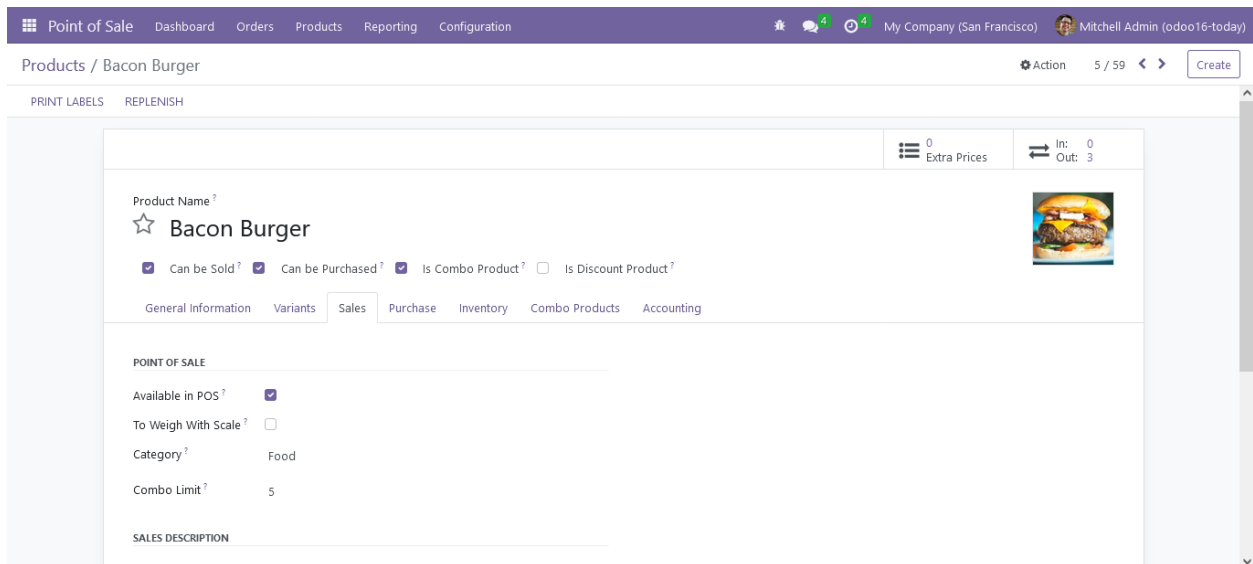 Point of Sale Dashboard Orders Products Reporting Configuration 4 4 My Company (San Francisco) Mitchell Admin (odoo16-today)
Products / Bacon Burger Action 5 / 59 Create
PRINT LABELS REPLENISH
0 Extra Prices
In: 0
Out: 3
Product Name ?
Bacon Burger
Can be Sold ? Can be Purchased ? Is Combo Product ? Is Discount Product ?
General Information Variants Sales Purchase Inventory Combo Products Accounting
POINT OF SALE
Available in POS ?
To Weigh With Scale ?
Category ? Food
Combo Limit ? 5
SALES DESCRIPTION